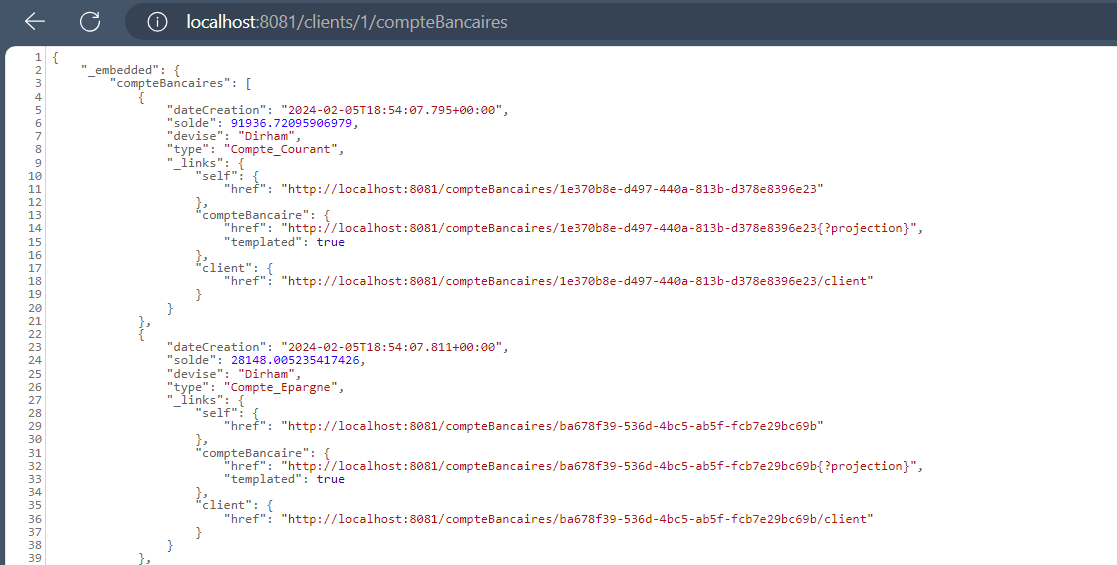 localhost:8081/clients/1/compteBancaires
1 {
2 "_embedded": {
3 "compteBancaires": [
4 {
5 "dateCreation": "2024-02-05T18:54:07.795+00:00",
6 "solde": 91936.72095906979,
7 "devise": "Dirham",
8 "type": "Compte_Courant",
9 "_links": {
10 "self": {
11 "href": "http://localhost:8081/compteBancaires/1e370b8e-d497-440a-813b-d378e8396e23"
12 },
13 "compteBancaire": {
14 "href": "http://localhost:8081/compteBancaires/1e370b8e-d497-440a-813b-d378e8396e23{?projection}",
15 "templated": true
16 },
17 "client": {
18 "href": "http://localhost:8081/compteBancaires/1e370b8e-d497-440a-813b-d378e8396e23/client"
19 }
20 }
21 },
22 {
23 "dateCreation": "2024-02-05T18:54:07.811+00:00",
24 "solde": 28148.005235417426,
25 "devise": "Dirham",
26 "type": "Compte_Epargne",
27 "_links": {
28 "self": {
29 "href": "http://localhost:8081/compteBancaires/ba678f39-536d-4bc5-ab5f-fcb7e29bc69b"
30 },
31 "compteBancaire": {
32 "href": "http://localhost:8081/compteBancaires/ba678f39-536d-4bc5-ab5f-fcb7e29bc69b{?projection}",
33 "templated": true
34 },
35 "client": {
36 "href": "http://localhost:8081/compteBancaires/ba678f39-536d-4bc5-ab5f-fcb7e29bc69b/client"
37 }
38 }
39 },